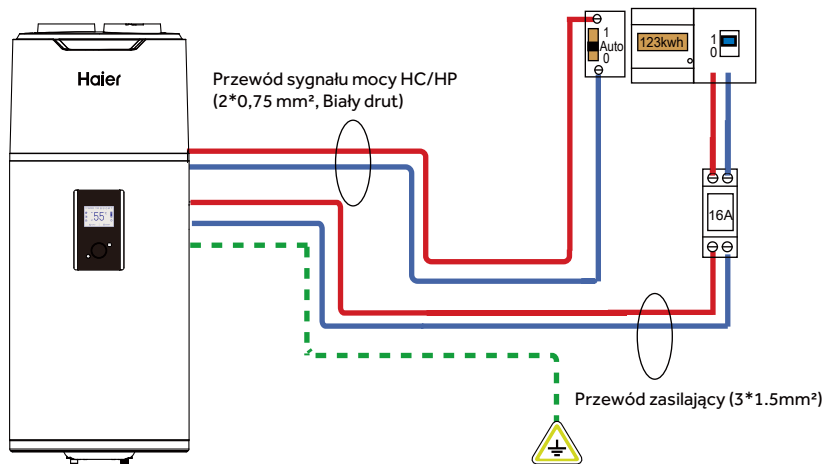 Haier
55°
Przewód sygnału mocy HC/HP
(2*0,75 mm², Biały drut)
1
Auto
0
123kwh
1
0
16A
Przewód zasilający (3*1.5mm²)